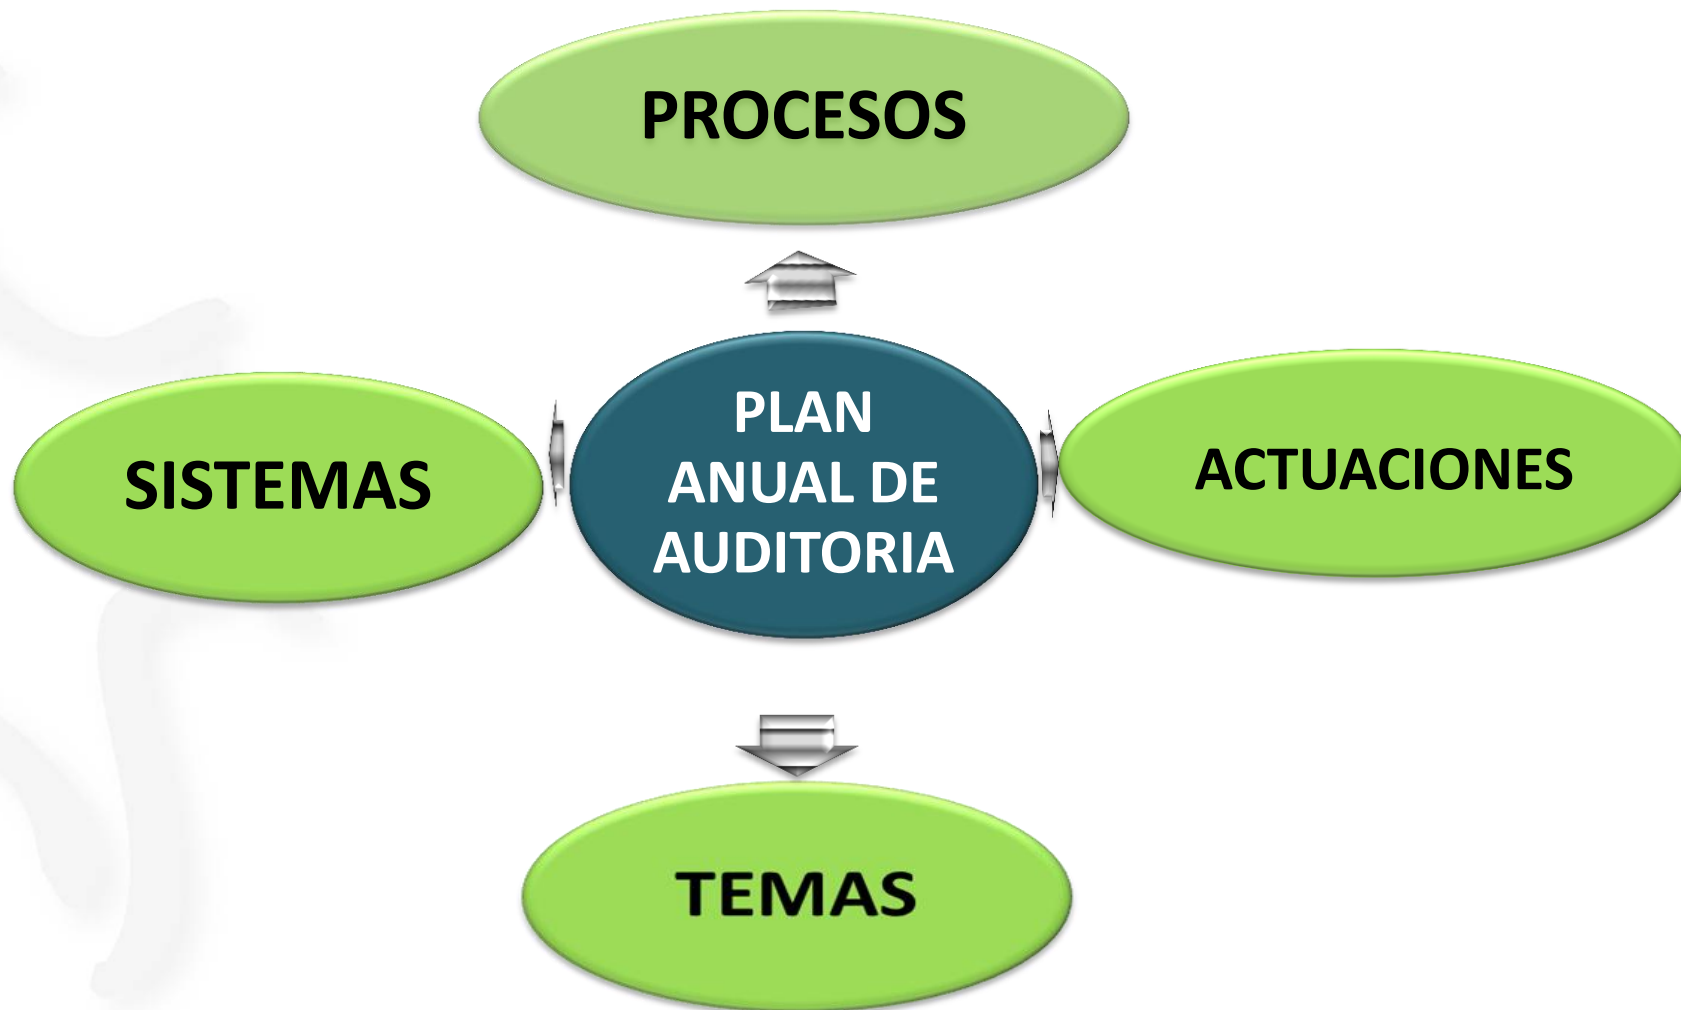 PROCESOS
SISTEMAS
PLAN
ANUAL DE
AUDITORIA
ACTUACIONES
TEMAS